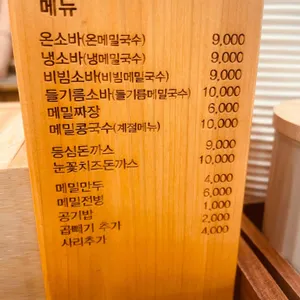 메뉴
온소바(온메밀국수) 9,000
냉소바(냉메밀국수) 9,000
비빔소바(비빔메밀국수) 9,000
들기름소바(들기름메밀국수) 10,000
메밀짜장 6,000
메밀콩국수(계절메뉴) 10,000
등심돈까스 9,000
눈꽃치즈돈까스 10,000
메밀만두 4,000
메밀전병 6,000
공기밥 1,000
곱빼기 추가 2,000
사리추가 4,000